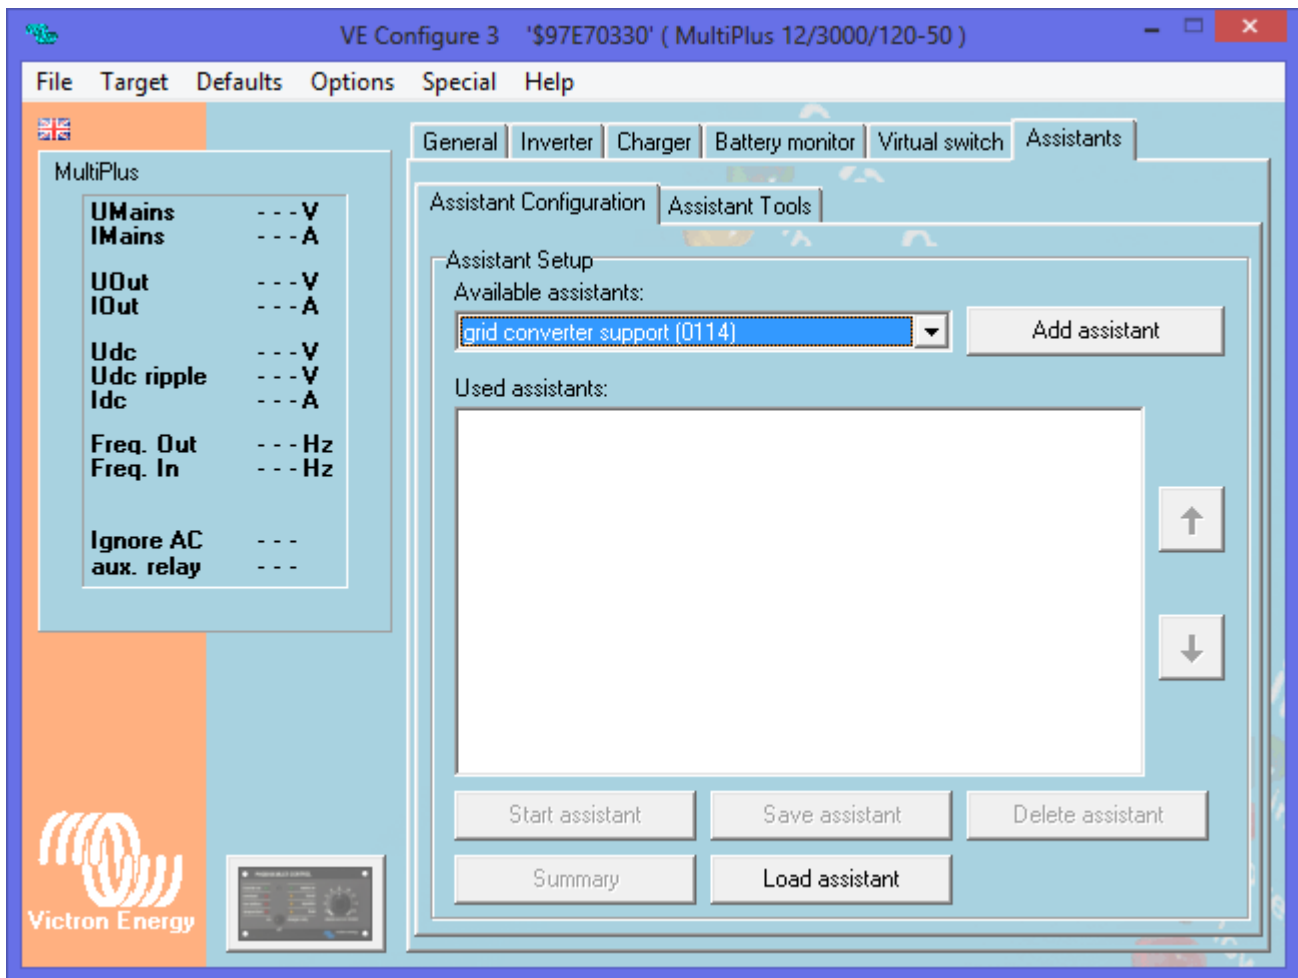 VE Configure 3 '$97E70330' ( MultiPlus 12/3000/120-50 )
File Target Defaults Options Special Help
General Inverter Charger Battery monitor Virtual switch Assistants
MultiPlus
UMains - - - V
IMains - - - A
UOut - - - V
IOut - - - A
Udc - - - V
Udc ripple - - - V
Idc - - - A
Freq. Out - - - Hz
Freq. In - - - Hz
Ignore AC - - -
aux. relay - - -
Assistant Configuration Assistant Tools
Assistant Setup
Available assistants:
grid converter support (0114) Add assistant
Used assistants:
Start assistant Save assistant Delete assistant
Summary Load assistant
Victron Energy